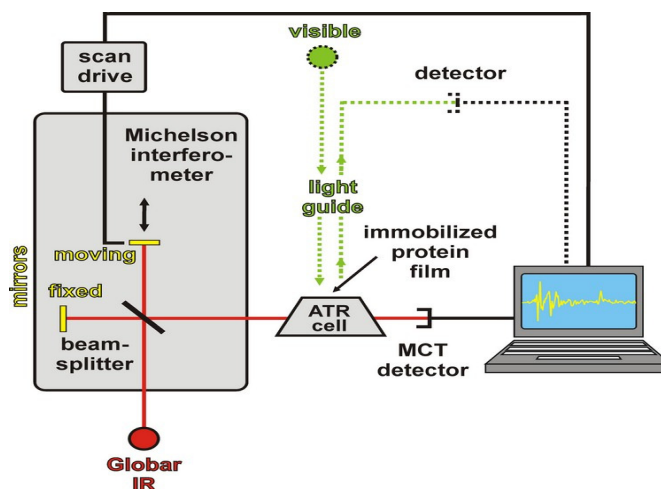 visible
scan
drive
detector
Michelson
interfero-
meter
light
guide
immobilized
protein
film
mirrors
moving
fixed
ATR
cell
beam-
splitter
MCT
detector
Globar
IR